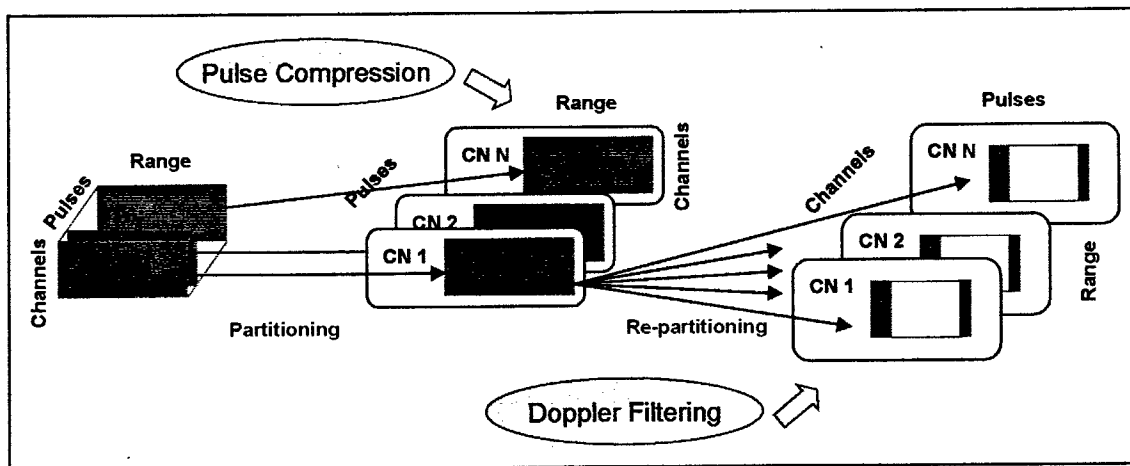 Pulse Compression
Range
Pulses
CN N
Channels
Range
Pulses
Channels
Pulses
CN N
CN 2
CN 1
Channels
CN N
CN 2
CN 1
Range
Partitioning
Re-partitioning
Doppler Filtering